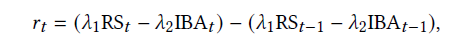 r_t = (λ_1RS_t − λ_2IBA_t) − (λ_1RS_{t−1} − λ_2IBA_{t−1}),